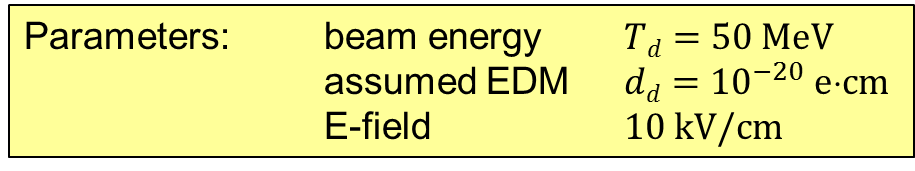 Parameters: beam energy T_d = 50 MeV
assumed EDM d_d = 10^{-20} e·cm
E-field 10 kV/cm